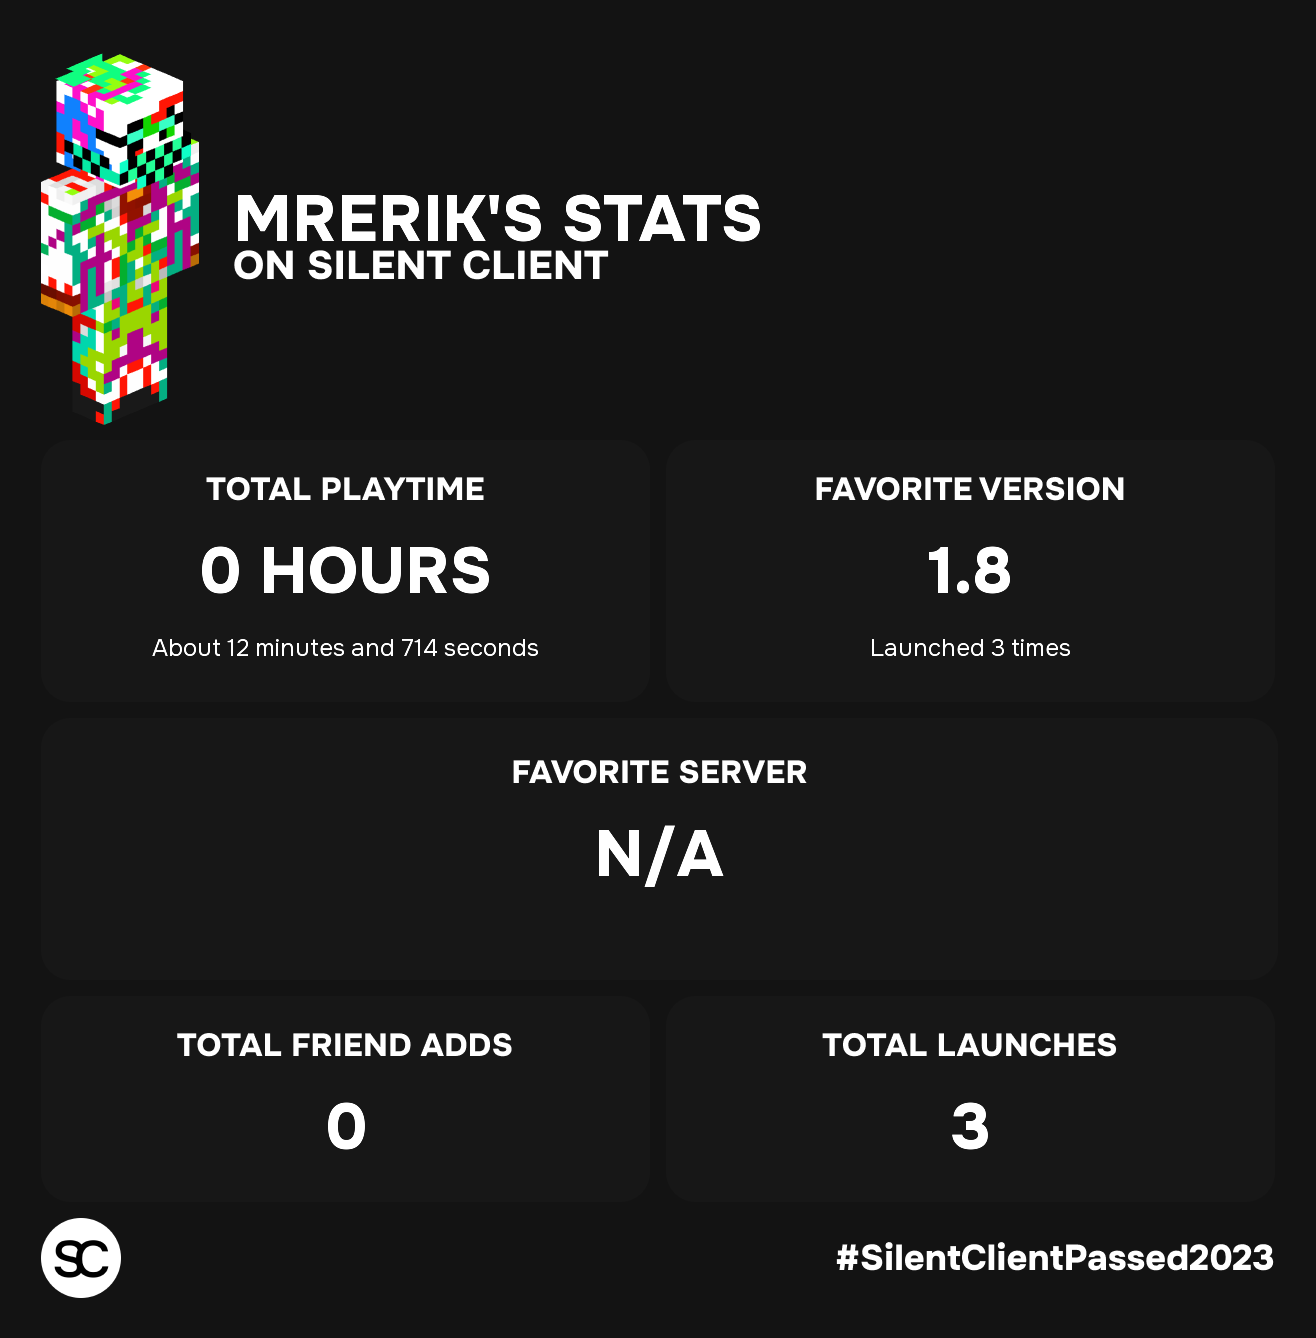 MRERIK'S STATS
ON SILENT CLIENT
TOTAL PLAYTIME
0 HOURS
About 12 minutes and 714 seconds
FAVORITE VERSION
1.8
Launched 3 times
FAVORITE SERVER
N/A
TOTAL FRIEND ADDS
0
TOTAL LAUNCHES
3
SC
#SilentClientPassed2023